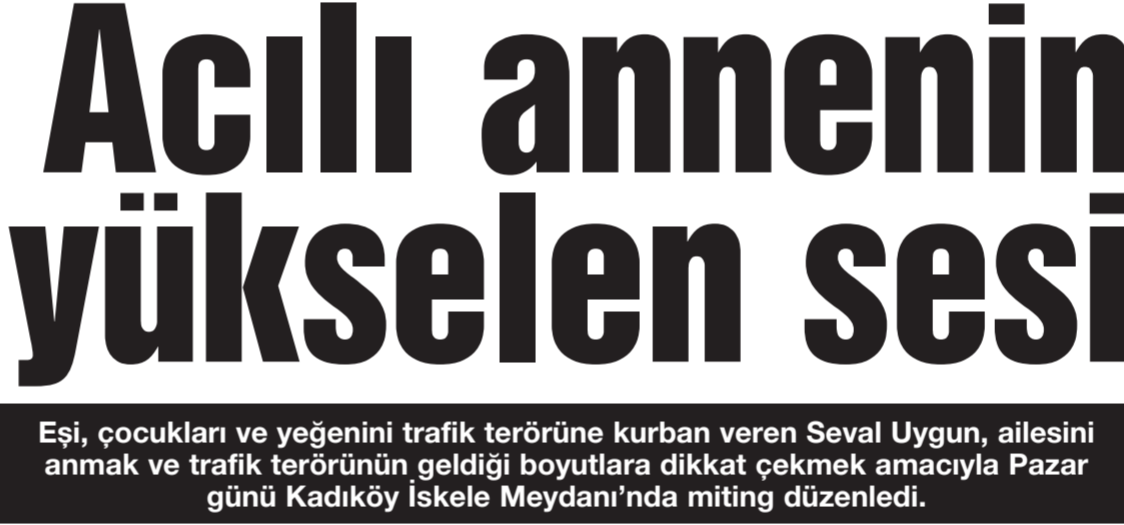 Acılı annenin
yükselen sesi
Eşi, çocukları ve yeğenini trafik terörüne kurban veren Seval Uygun, ailesini
anmak ve trafik terörünün geldiği boyutlara dikkat çekmek amacıyla Pazar
günü Kadıköy İskele Meydanı’nda miting düzenledi.